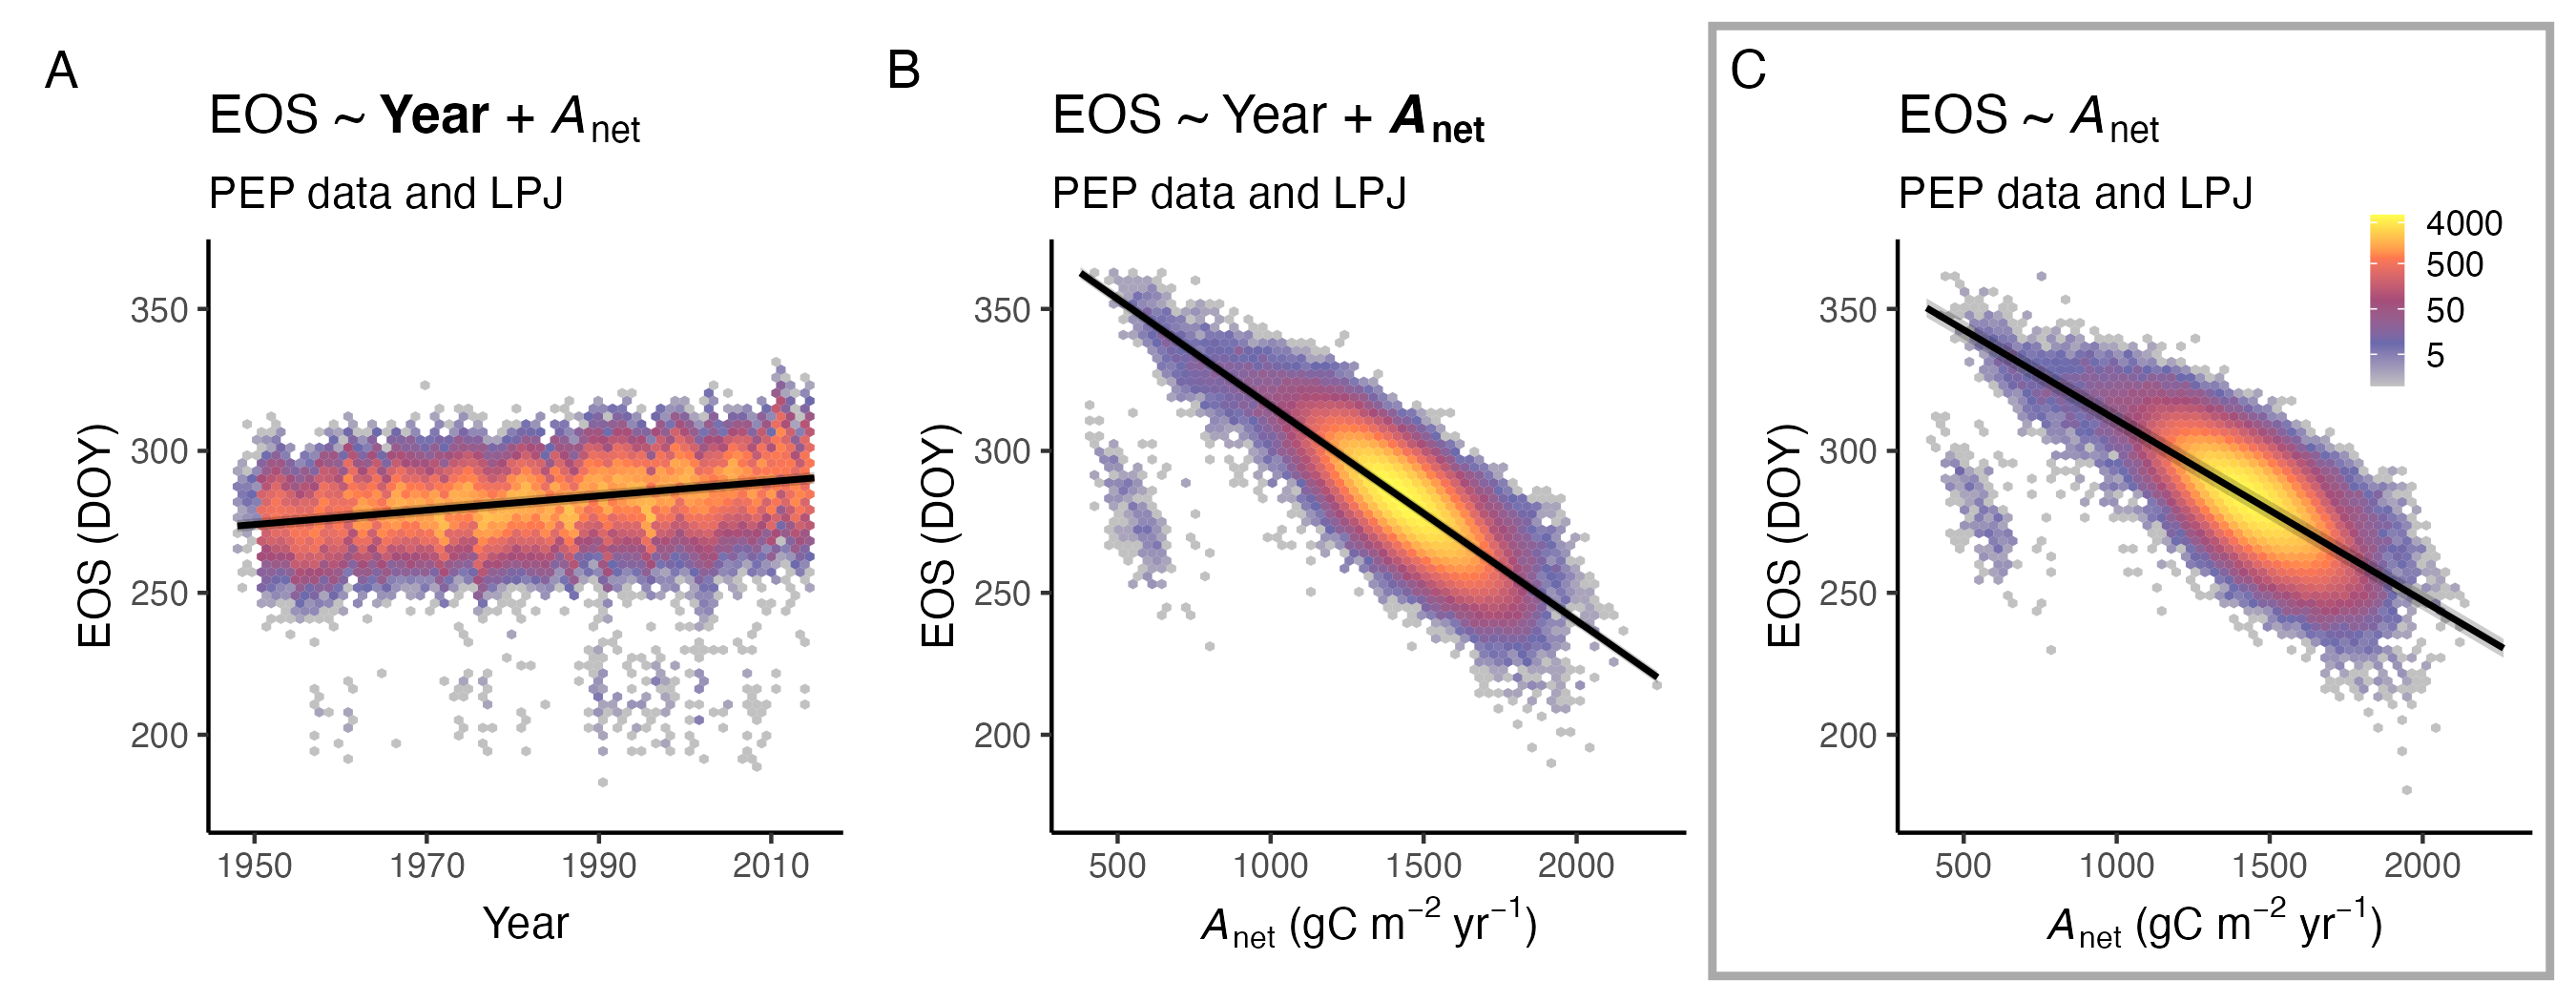 A
EOS ~ Year + Anet
PEP data and LPJ
350
300
250
200
EOS (DOY)
1950 1970 1990 2010
Year
B
EOS ~ Year + Anet
PEP data and LPJ
350
300
250
200
EOS (DOY)
500 1000 1500 2000
Anet (gC m−2 yr−1)
C
EOS ~ Anet
PEP data and LPJ
4000
500
50
5
350
300
250
200
EOS (DOY)
500 1000 1500 2000
Anet (gC m−2 yr−1)